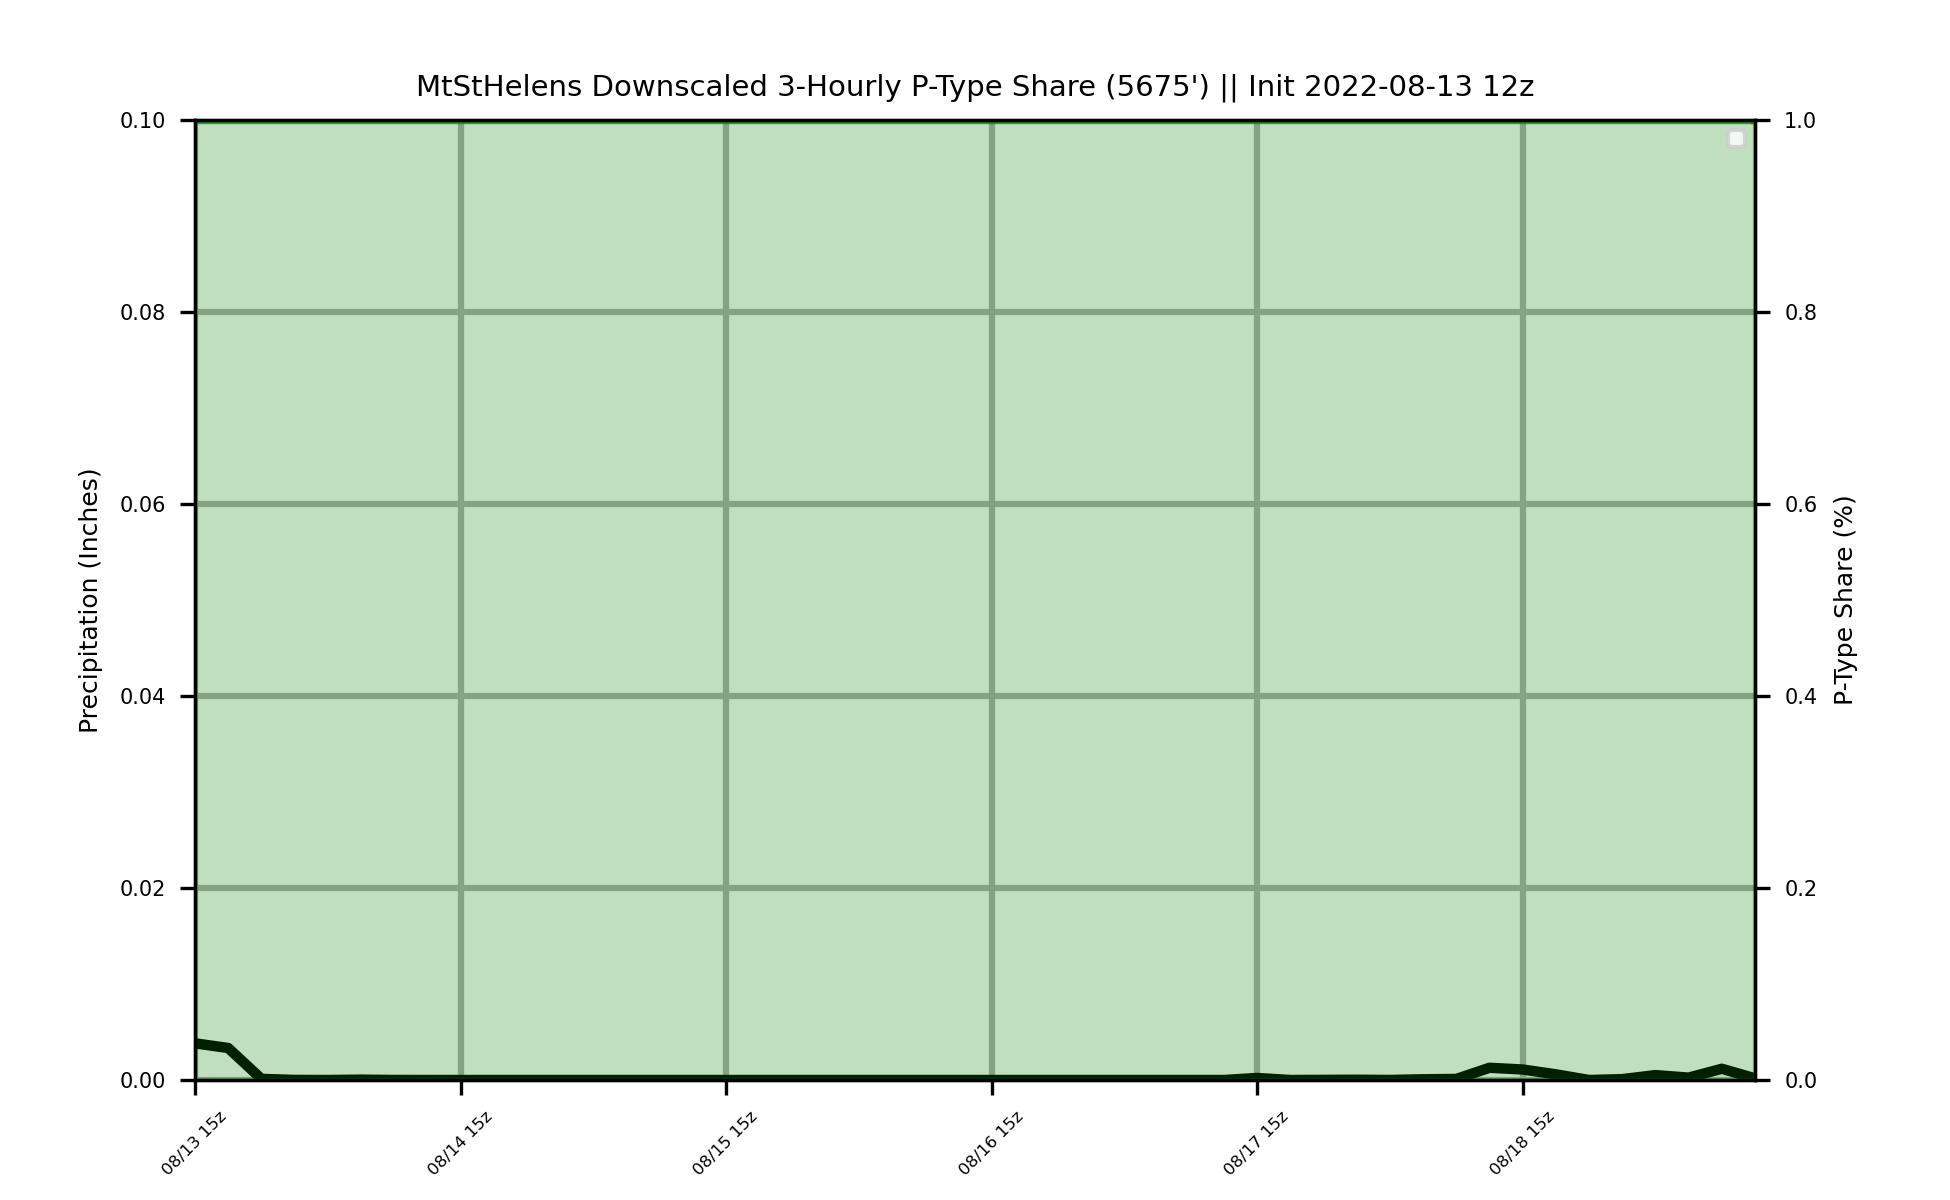 MtStHelens Downscaled 3-Hourly P-Type Share (5675') || Init 2022-08-13 12z
Precipitation (Inches)
0.10
0.08
0.06
0.04
0.02
0.00
1.0
0.8
0.6
0.4
0.2
0.0
P-Type Share (%)
08/13 15z
08/14 15z
08/15 15z
08/16 15z
08/17 15z
08/18 15z